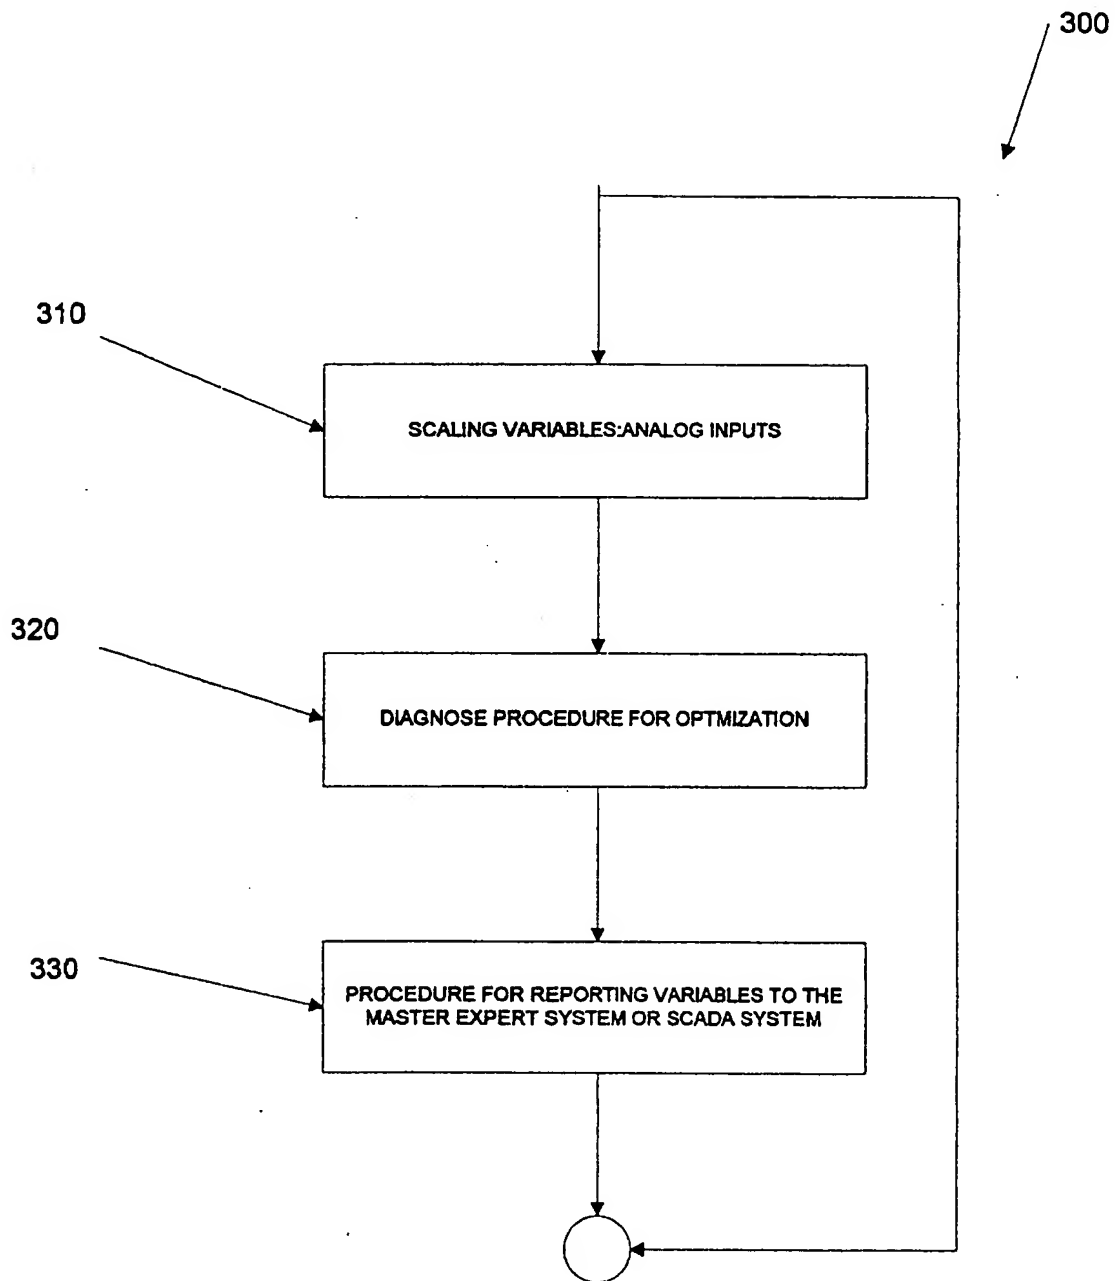 300
310
SCALING VARIABLES:ANALOG INPUTS
320
DIAGNOSE PROCEDURE FOR OPTMIZATION
330
PROCEDURE FOR REPORTING VARIABLES TO THE
MASTER EXPERT SYSTEM OR SCADA SYSTEM